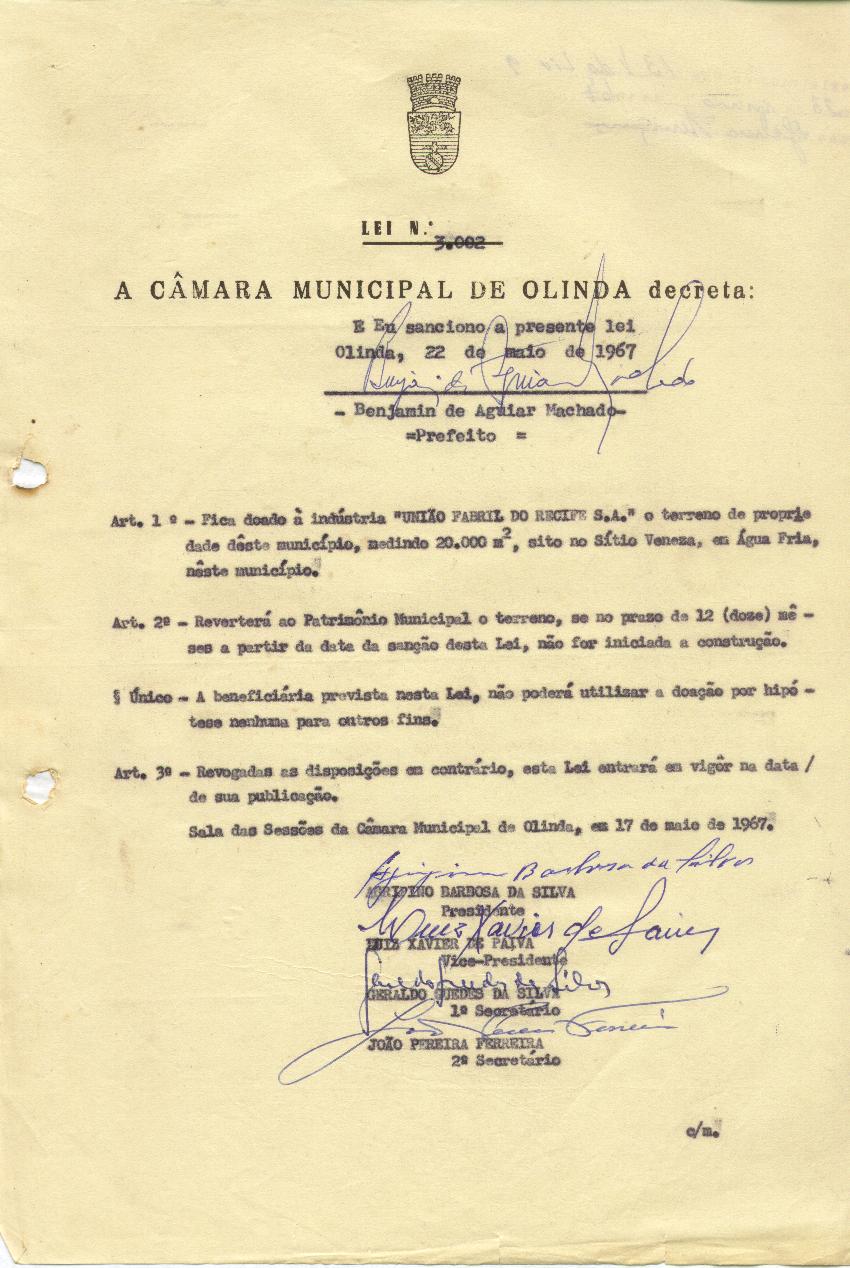 LEI N.º 3.002
A CÂMARA MUNICIPAL DE OLINDA decreta:
E Eu sanciono a presente lei
Olinda, 22 de maio de 1967
Benjamin de Aguiar Machado
- Benjamin de Aguiar Machado-
=Prefeito =
Art. 1 º - Fica doado à indústria "UNIÃO FABRIL DO RECIFE S.A." o terreno de proprie
dade dêste município, medindo 20.000 m², sito no Sítio Veneza, em Água Fria,
nêste município.
Art. 2º - Reverterá ao Patrimônio Municipal o terreno, se no prazo de 12 (doze) mê -
ses a partir da data da sanção desta Lei, não for iniciada a construção.
§ Único - A beneficiária prevista nesta Lei, não poderá utilizar a doação por hipó -
tese nenhuma para outros fins.
Art. 3º - Revogadas as disposições em contrário, esta Lei entrará em vigôr na data /
de sua publicação.
Sala das Sessões da Câmara Municipal de Olinda, em 17 de maio de 1967.
Agripino Barbosa da Silva
AGRIPINO BARBOSA DA SILVA
Presidente
Luiz Xavier de Paiva
LUIZ XAVIER DE PAIVA
Vice-Presidente
Geraldo Guedes da Silva
GERALDO GUEDES DA SILVA
1º Secretário
João Pereira Ferreira
JOÃO PEREIRA FERREIRA
2º Secretário
c/m.